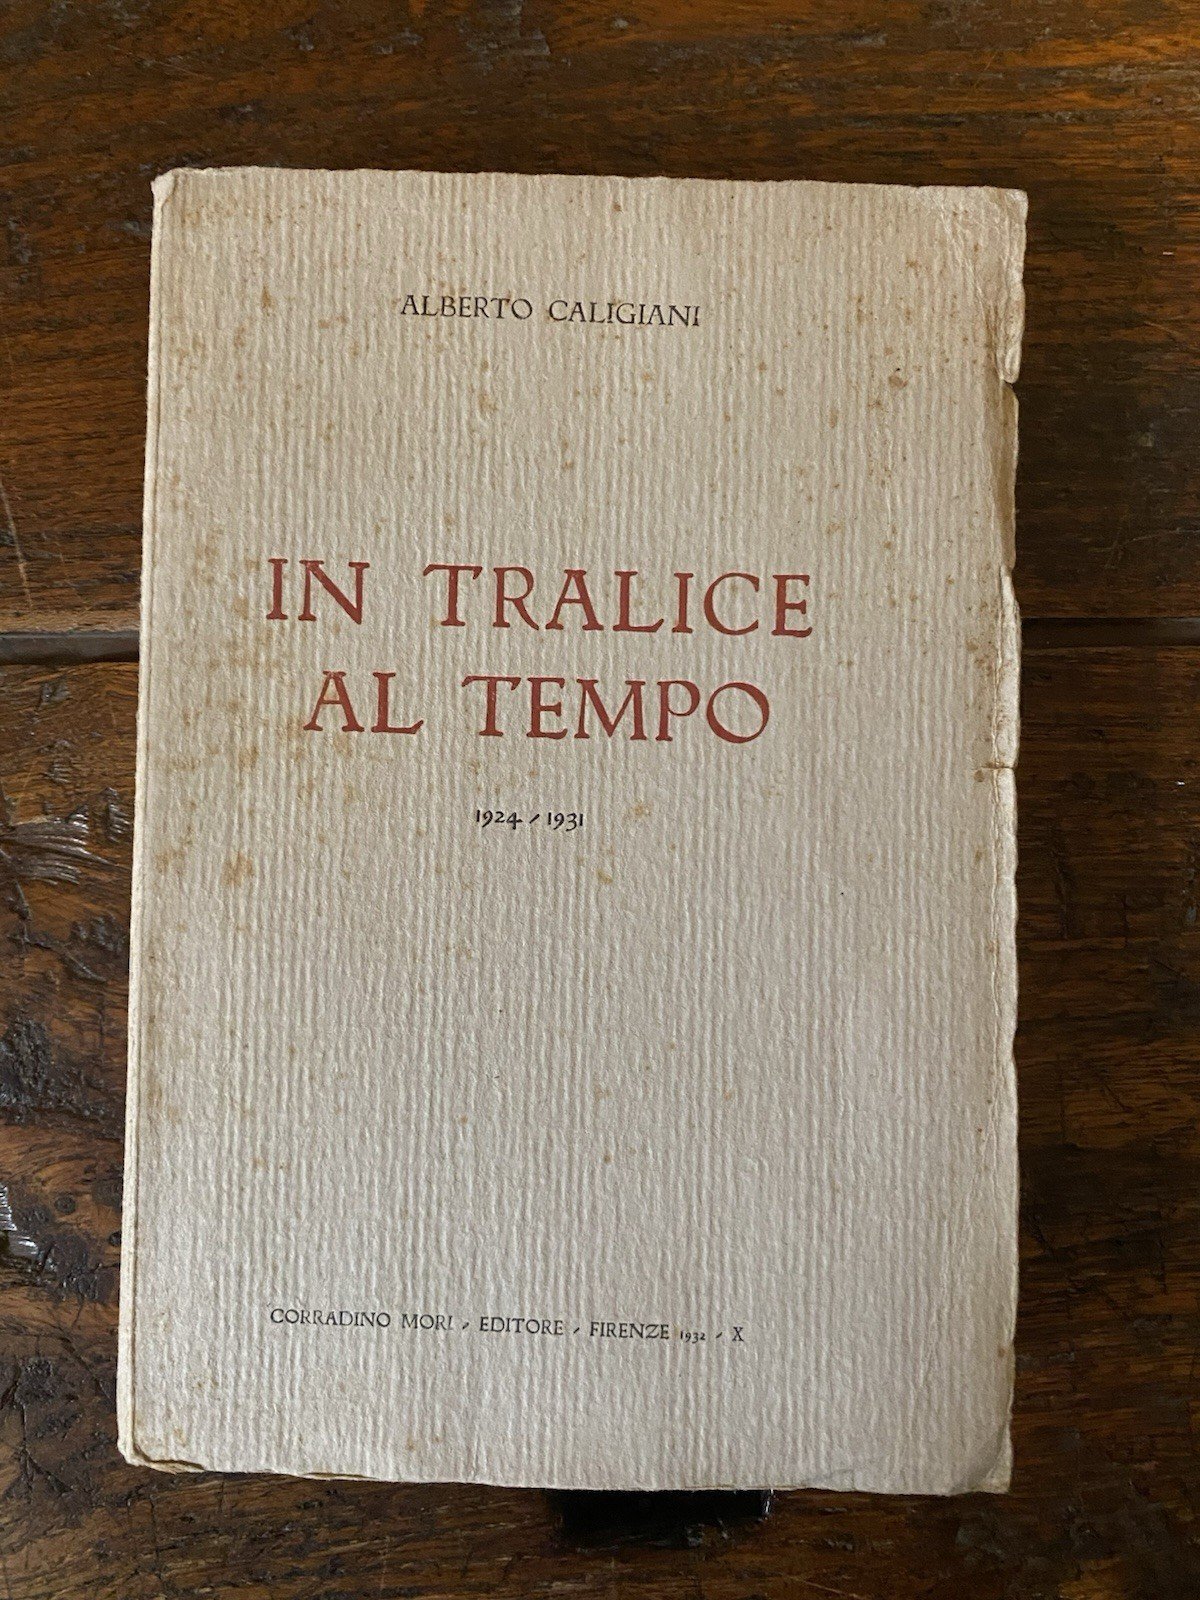 ALBERTO CALIGIANI
IN TRALICE
AL TEMPO
1924 / 1931
CORRADINO MORI / EDITORE / FIRENZE 1932 / X